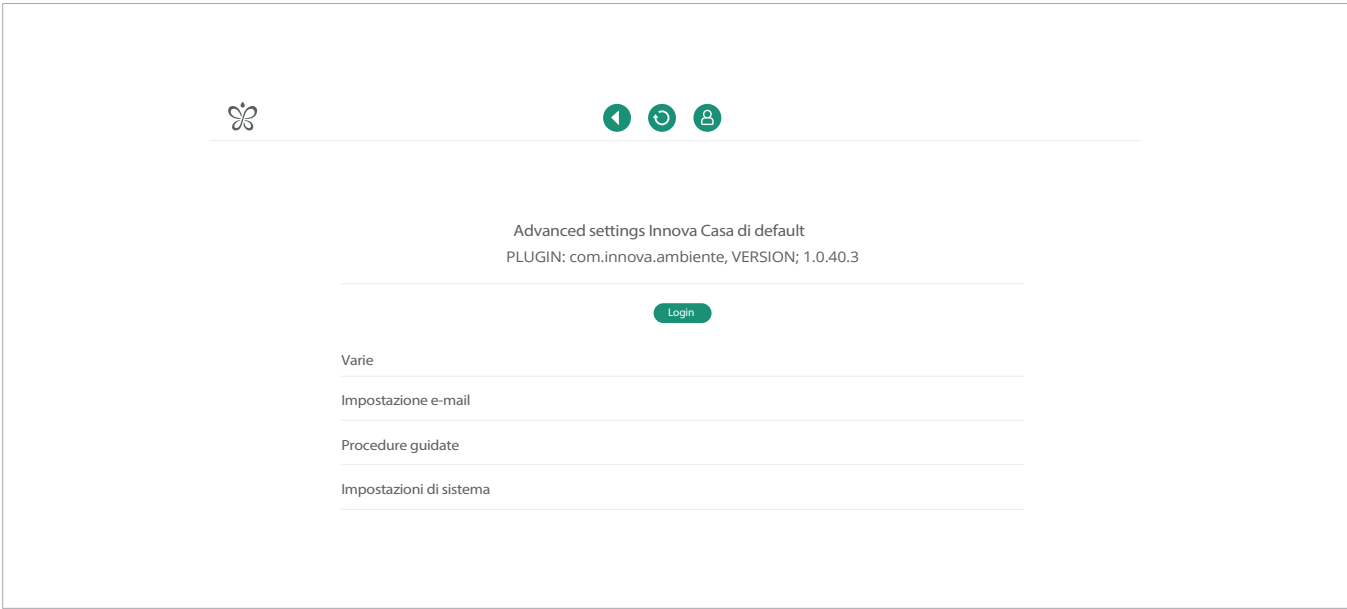 Advanced settings Innova Casa di default
PLUGIN: com.innova.ambiente, VERSION; 1.0.40.3
Login
Varie
Impostazione e-mail
Procedure guidate
Impostazioni di sistema